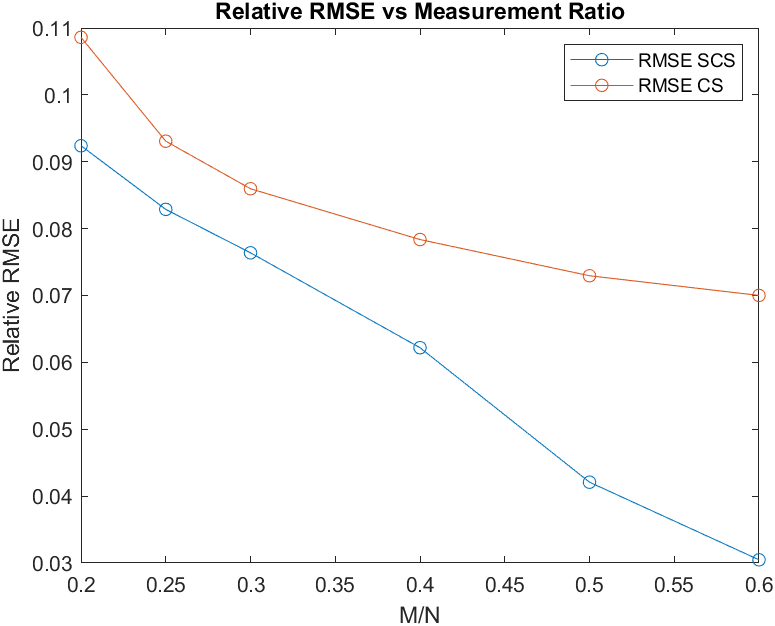 Relative RMSE vs Measurement Ratio
RMSE SCS
RMSE CS
Relative RMSE
0.11
0.1
0.09
0.08
0.07
0.06
0.05
0.04
0.03
0.2 0.25 0.3 0.35 0.4 0.45 0.5 0.55 0.6
M/N